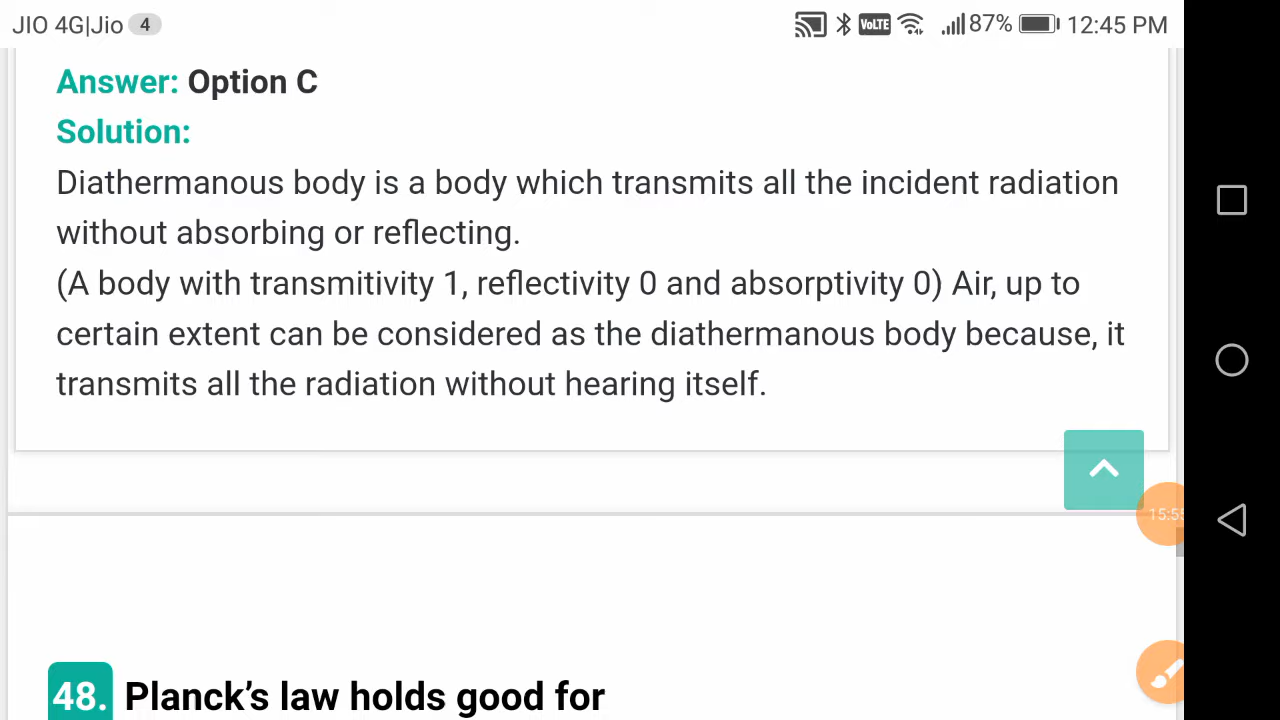 JIO 4G|Jio 4 VoLTE 87% 12:45 PM
Answer: Option C
Solution:
Diathermanous body is a body which transmits all the incident radiation
without absorbing or reflecting.
(A body with transmitivity 1, reflectivity 0 and absorptivity 0) Air, up to
certain extent can be considered as the diathermanous body because, it
transmits all the radiation without hearing itself.
15:55
48. Planck’s law holds good for